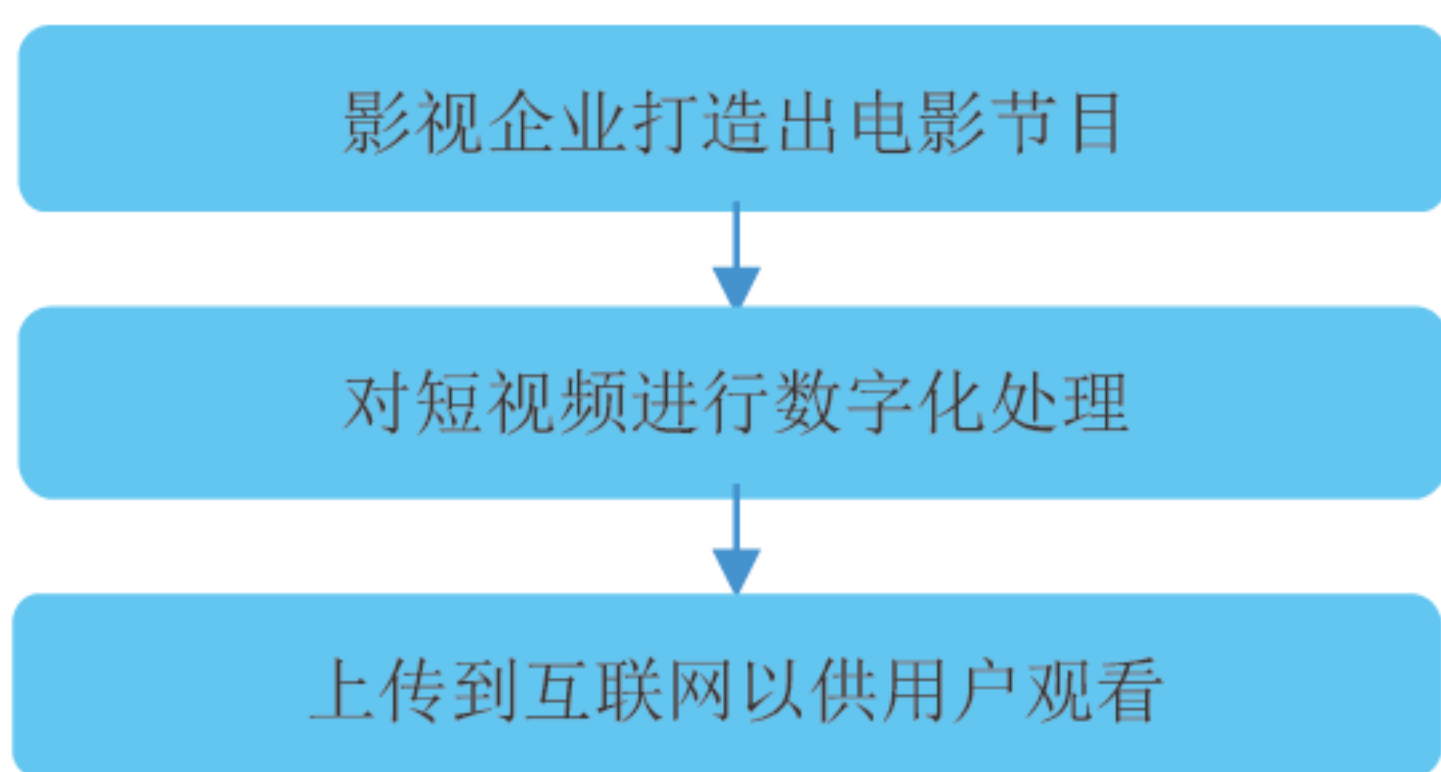 影视企业打造出电影节目
对短视频进行数字化处理
上传到互联网以供用户观看